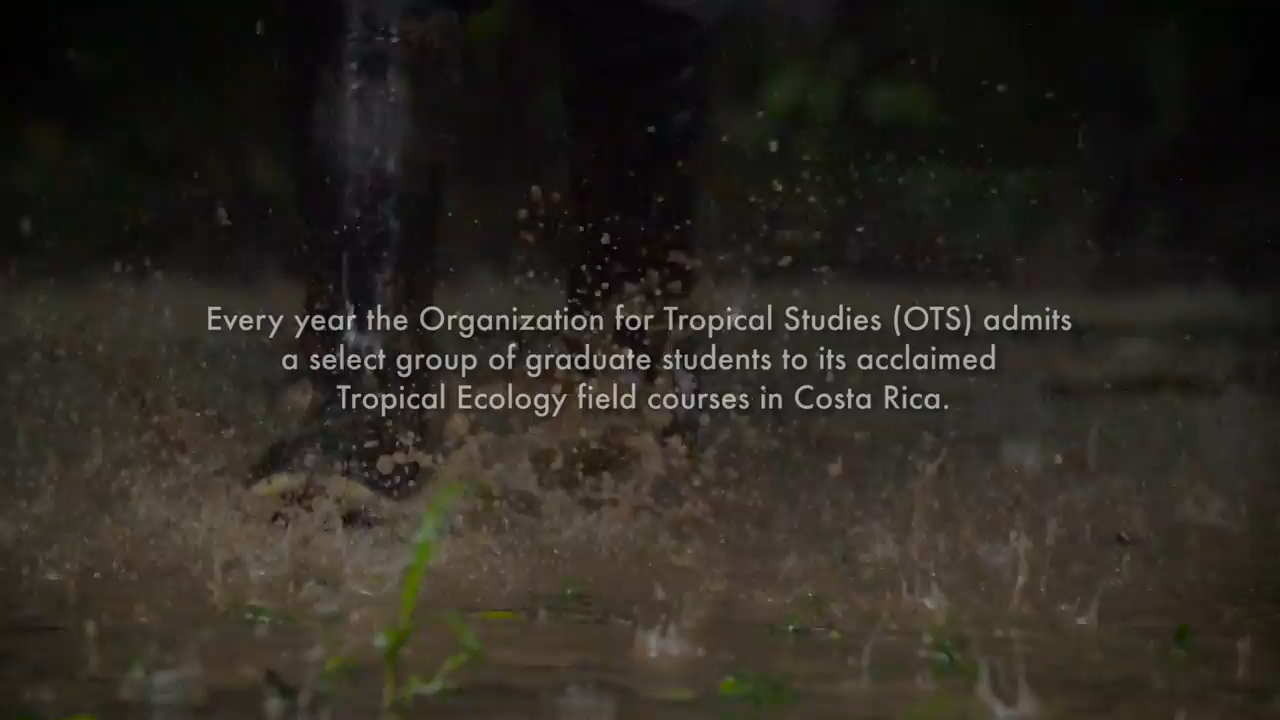 Every year the Organization for Tropical Studies (OTS) admits
a select group of graduate students to its acclaimed
Tropical Ecology field courses in Costa Rica.